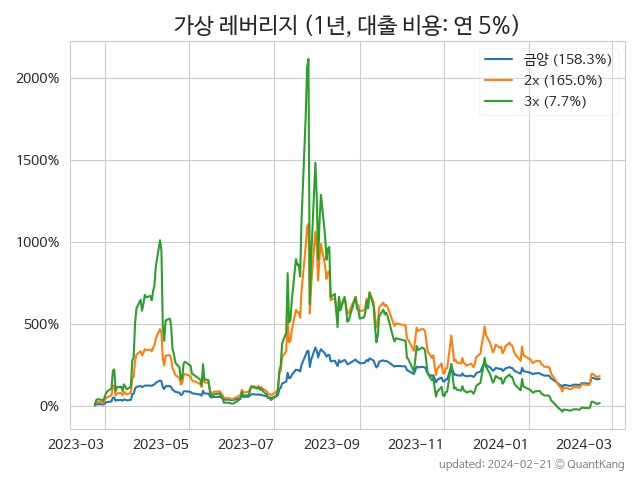 가상 레버리지 (1년, 대출 비용: 연 5%)
금양 (158.3%)
2x (165.0%)
3x (7.7%)
2000%
1500%
1000%
500%
0%
2023-03 2023-05 2023-07 2023-09 2023-11 2024-01 2024-03
updated: 2024-02-21 © QuantKang